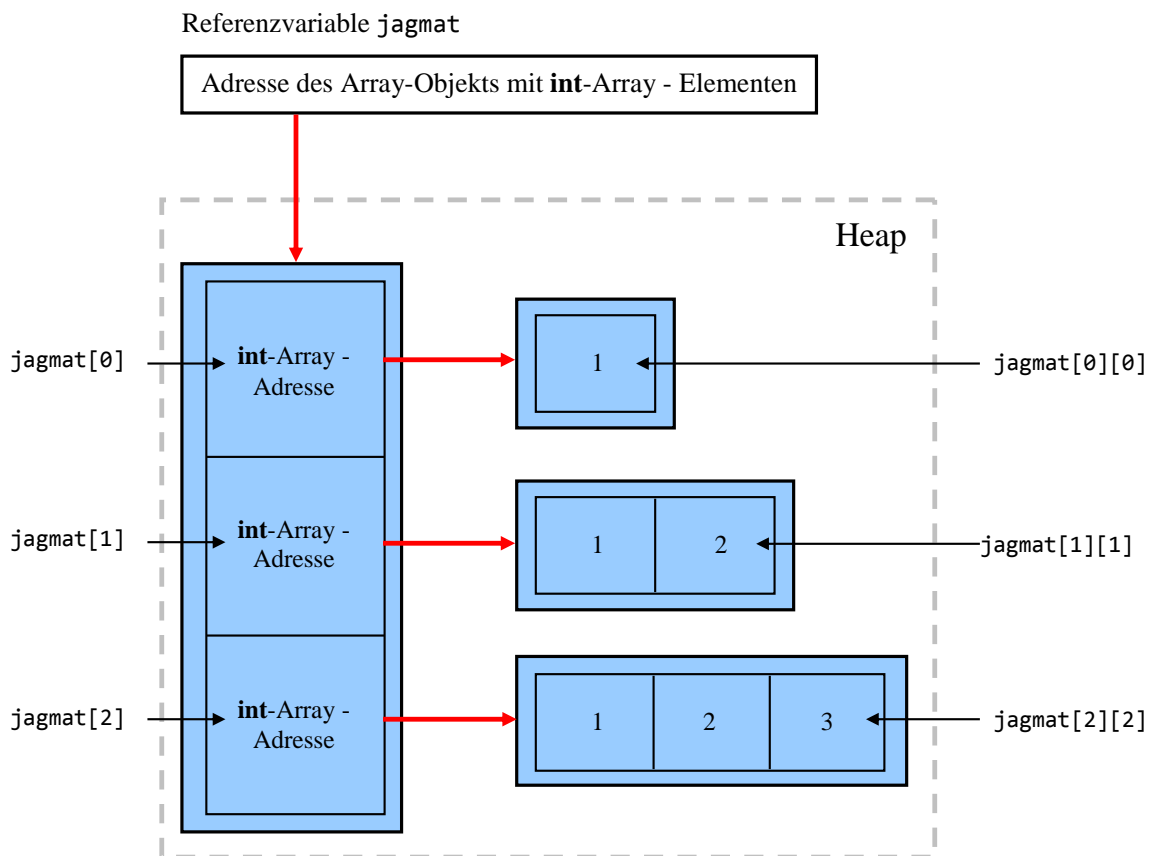 Referenzvariable jagmat
Adresse des Array-Objekts mit int-Array - Elementen
Heap
jagmat[0]
int-Array -
Adresse
1
jagmat[0][0]
jagmat[1]
int-Array -
Adresse
1
2
jagmat[1][1]
jagmat[2]
int-Array -
Adresse
1
2
3
jagmat[2][2]